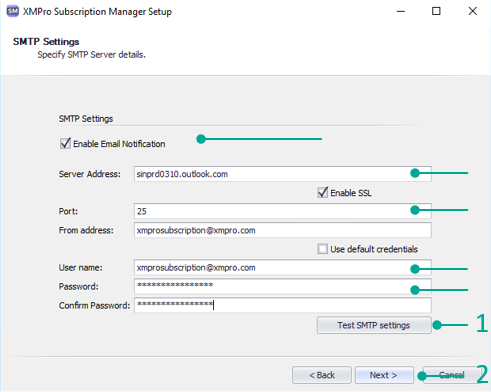 SM XMPro Subscription Manager Setup
SMTP Settings
Specify SMTP Server details.
SMTP Settings
Enable Email Notification
Server Address: sinprd0310.outlook.com
Enable SSL
Port: 25
From address: xmprosubscription@xmpro.com
Use default credentials
User name: xmprosubscription@xmpro.com
Password: ****************
Confirm Password: ****************
Test SMTP settings 1
< Back Next > Cancel 2